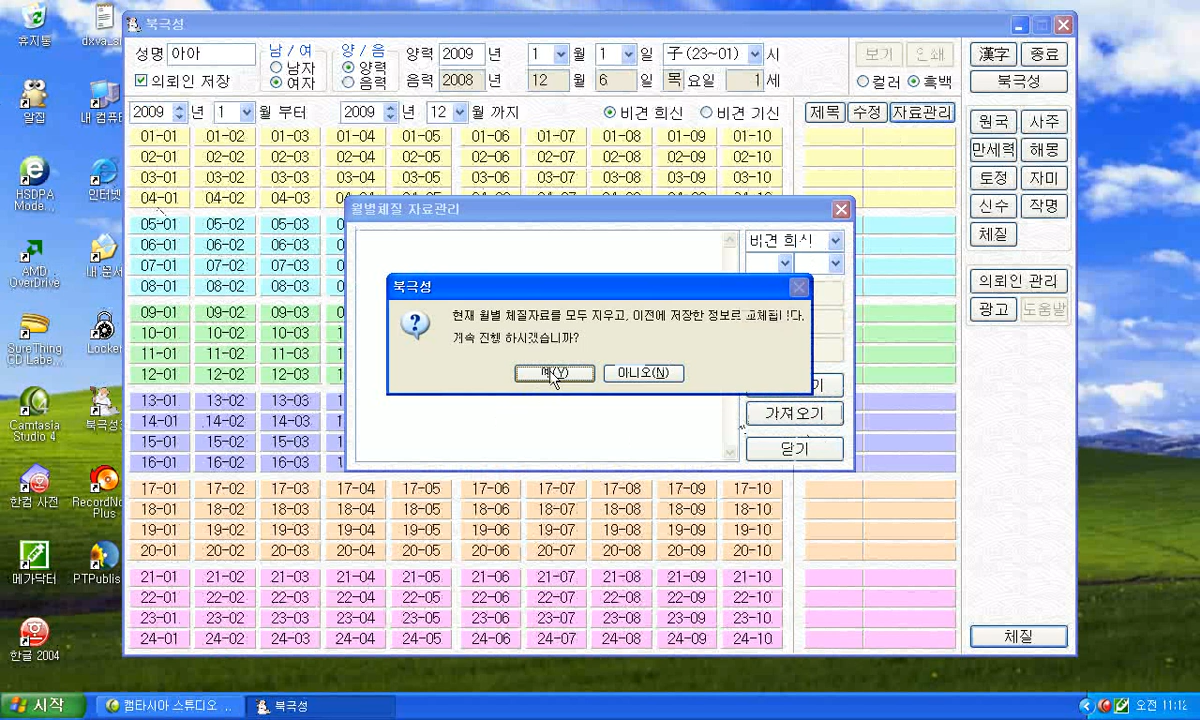 휴지통
알집
HSDPA
Mode...
AMD
OverDrive
SureThing
CD Labe...
Camtasia
Studio 4
한컴 사전
메가닥터
한글 2004
내 컴퓨터
인터넷
내 문서
Locker
북극성
RecordNo
Plus
PTPublis
북극성
성명 아아
의뢰인 저장
남 / 여
남자
여자
양 / 음
양력
음력
양력 2009 년 1 월 1 일 子 (23~01) 시
음력 2008 년 12 월 6 일 목 요일 1 세
보기 인쇄
컬러 흑백
漢字 종료
북극성
2009 년 1 월 부터 2009 년 12 월 까지 비견 희신 비견 기신
제목 수정 자료관리
01-01 01-02 01-03 01-04 01-05 01-06 01-07 01-08 01-09 01-10
02-01 02-02 02-03 02-04 02-05 02-06 02-07 02-08 02-09 02-10
03-01 03-02 03-03 03-04 03-05 03-06 03-07 03-08 03-09 03-10
04-01 04-02 04-03
05-01 05-02 05-03
06-01 06-02 06-03
07-01 07-02 07-03
08-01 08-02 08-03
09-01 09-02 09-03
10-01 10-02 10-03
11-01 11-02 11-03
12-01 12-02 12-03
13-01 13-02 13-03
14-01 14-02 14-03
15-01 15-02 15-03
16-01 16-02 16-03
17-01 17-02 17-03 17-04 17-05 17-06 17-07 17-08 17-09 17-10
18-01 18-02 18-03 18-04 18-05 18-06 18-07 18-08 18-09 18-10
19-01 19-02 19-03 19-04 19-05 19-06 19-07 19-08 19-09 19-10
20-01 20-02 20-03 20-04 20-05 20-06 20-07 20-08 20-09 20-10
21-01 21-02 21-03 21-04 21-05 21-06 21-07 21-08 21-09 21-10
22-01 22-02 22-03 22-04 22-05 22-06 22-07 22-08 22-09 22-10
23-01 23-02 23-03 23-04 23-05 23-06 23-07 23-08 23-09 23-10
24-01 24-02 24-03 24-04 24-05 24-06 24-07 24-08 24-09 24-10
원국 사주
만세력 해몽
토정 자미
신수 작명
체질
의뢰인 관리
광고 도움말
체질
월별체질 자료관리
비견 희신
가져오기
닫기
북극성
현재 월별 체질자료를 모두 지우고, 이전에 저장한 정보로 교체됩니다.
계속 진행 하시겠습니까?
예(Y) 아니오(N)
시작
캠타시아 스튜디오 ...
북극성
오전 11:12